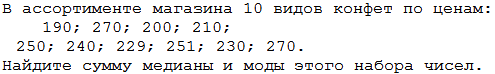 В ассортименте магазина 10 видов конфет по ценам:
190; 270; 200; 210;
250; 240; 229; 251; 230; 270.
Найдите сумму медианы и моды этого набора чисел.